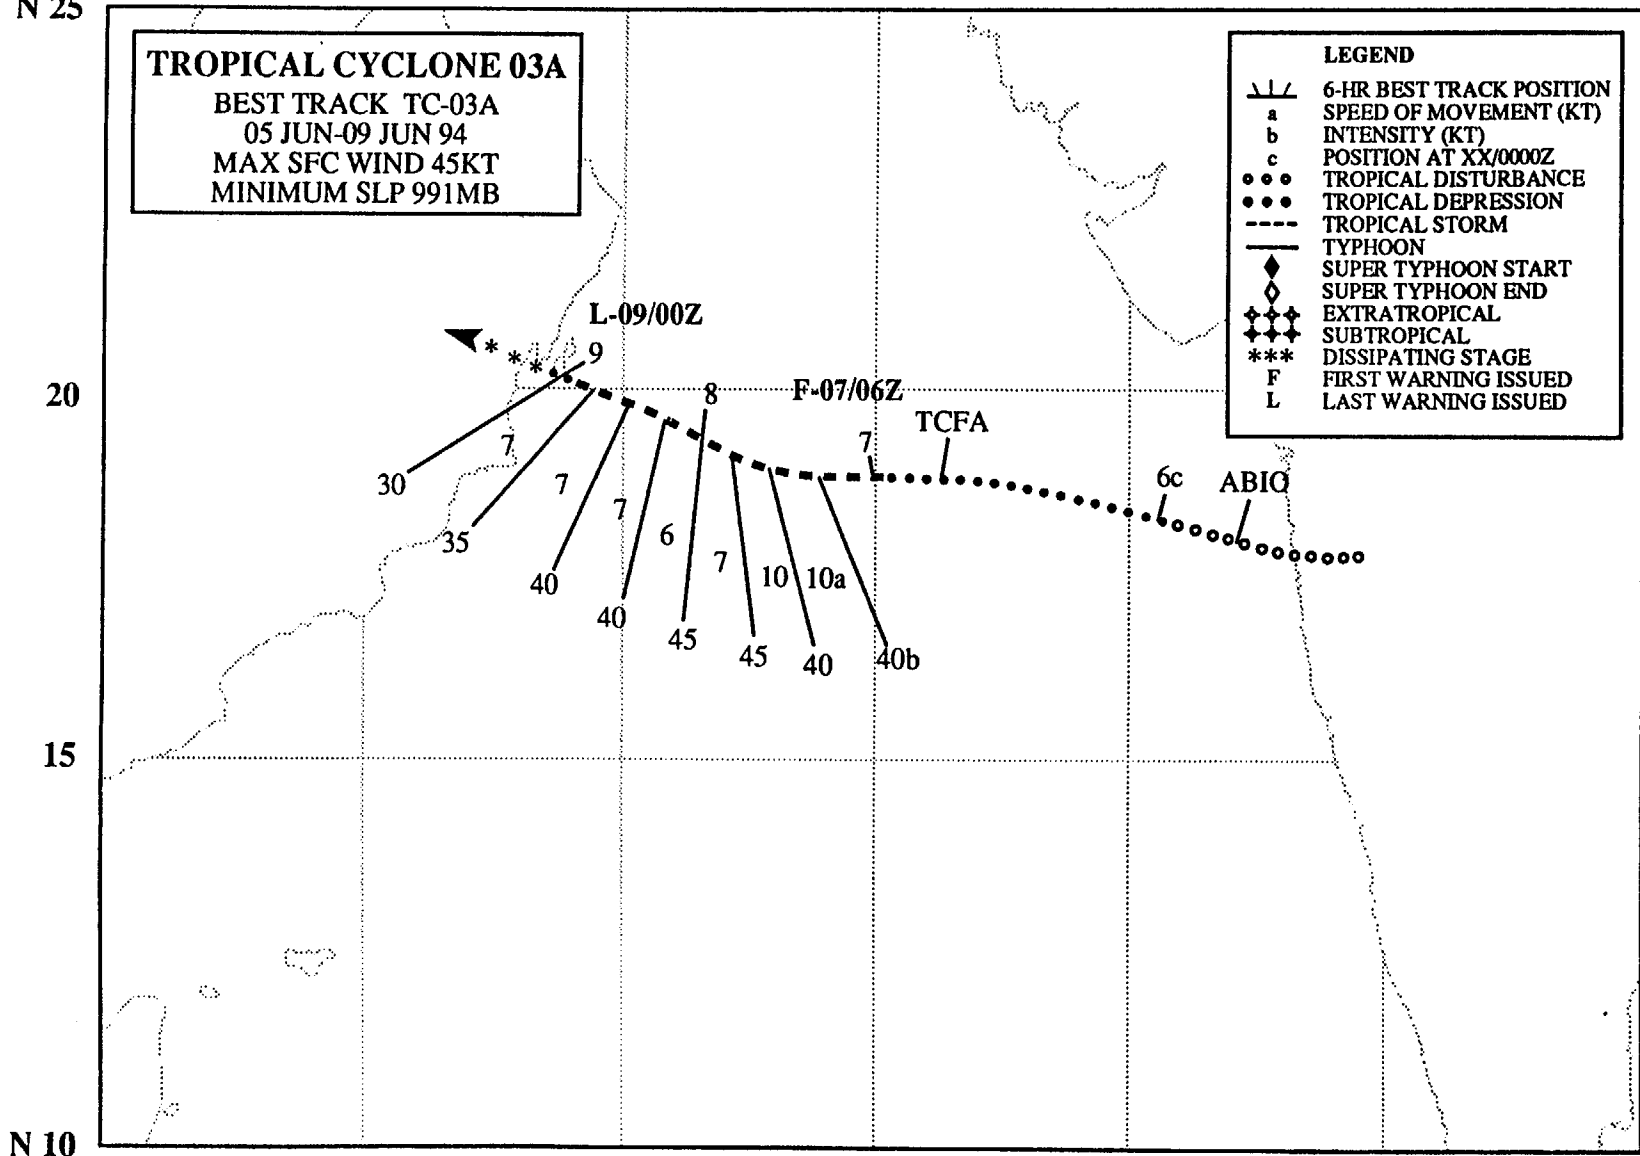 N 25
TROPICAL CYCLONE 03A
BEST TRACK TC-03A
05 JUN-09 JUN 94
MAX SFC WIND 45KT
MINIMUM SLP 991MB
LEGEND
6-HR BEST TRACK POSITION
a SPEED OF MOVEMENT (KT)
b INTENSITY (KT)
c POSITION AT XX/0000Z
TROPICAL DISTURBANCE
TROPICAL DEPRESSION
TROPICAL STORM
TYPHOON
SUPER TYPHOON START
SUPER TYPHOON END
EXTRATROPICAL
SUBTROPICAL
*** DISSIPATING STAGE
F FIRST WARNING ISSUED
L LAST WARNING ISSUED
L-09/00Z
9
20
8
F-07/06Z
TCFA
7
6c
ABIO
30
7
35
7
40
7
40
6
45
7
45
10
40
10a
40b
15
N 10